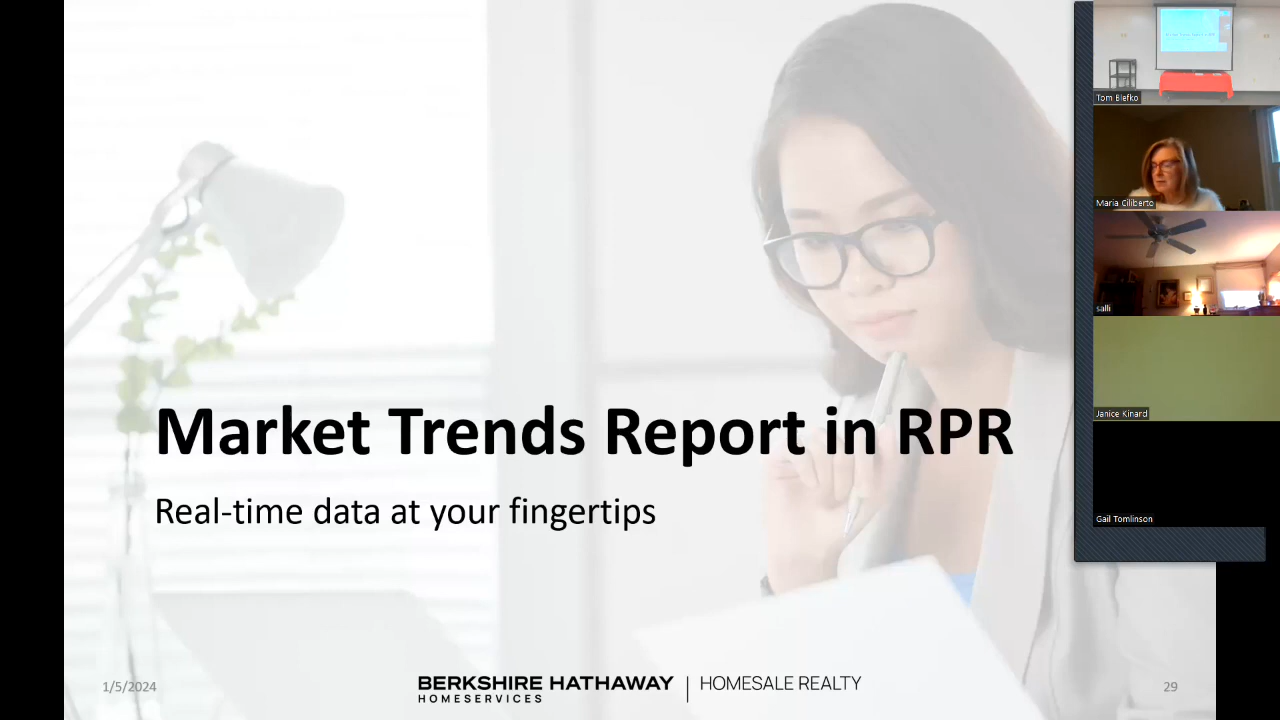 Market Trends Report in RPR
Real-time data at your fingertips
1/5/2024
BERKSHIRE HATHAWAY
HOMESERVICES
HOMESALE REALTY
29
Tom Blefko
Maria Ciliberto
salli
Janice Kinard
Gail Tomlinson